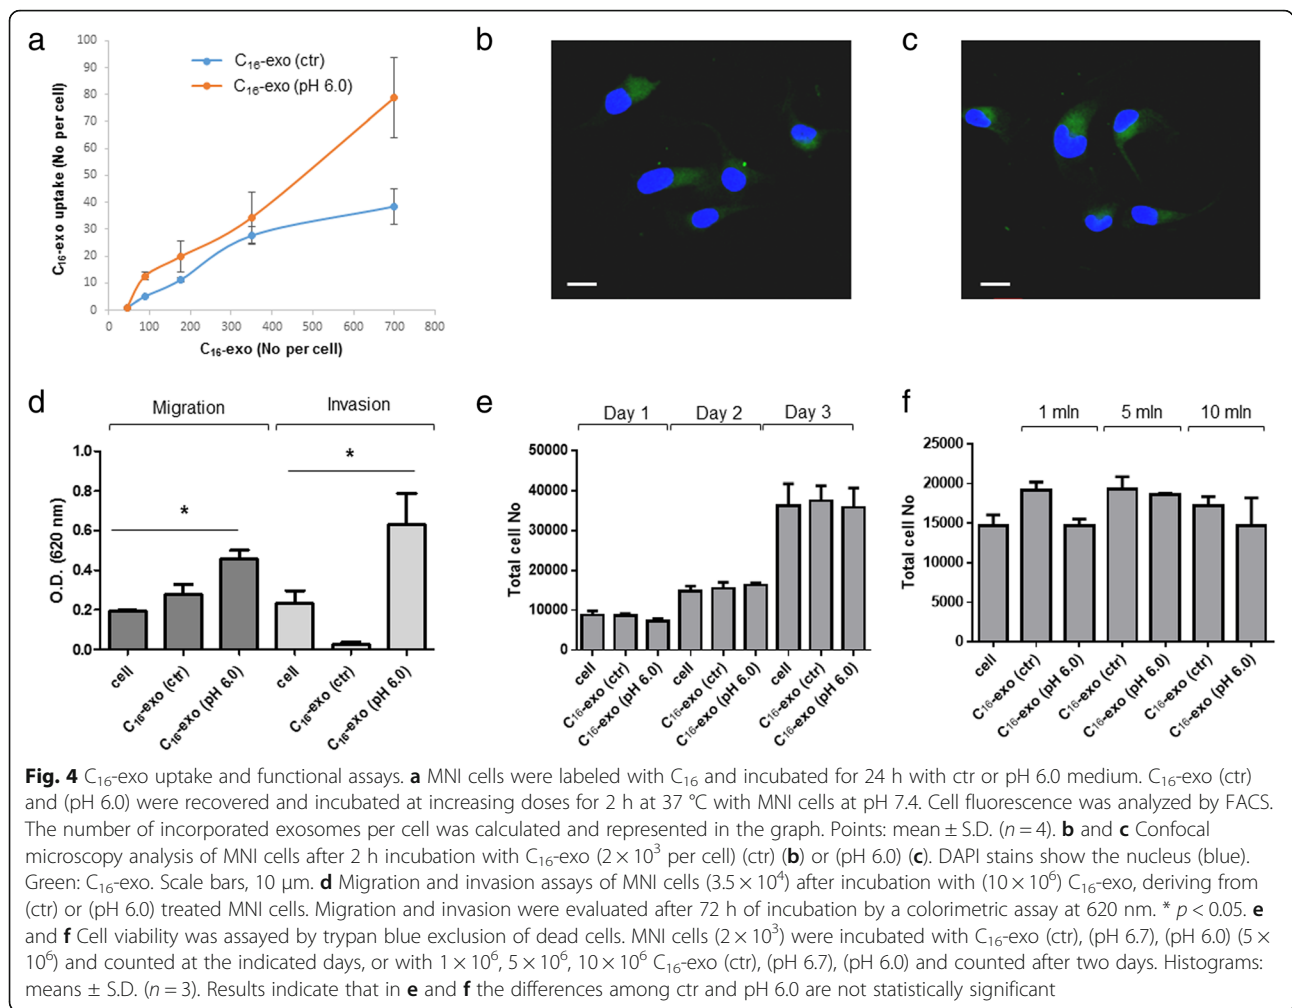 a
100
90
80
70
60
50
40
30
20
10
0
C16-exo uptake (No per cell)
C16-exo (ctr)
C16-exo (pH 6.0)
0 100 200 300 400 500 600 700 800
C16-exo (No per cell)
b
c
d
Migration Invasion
1.0
0.8
0.6
0.4
0.2
0.0
O.D. (620 nm)
* *
cell C16-exo (ctr) C16-exo (pH 6.0) cell C16-exo (ctr) C16-exo (pH 6.0)
e
Day 1 Day 2 Day 3
50000
40000
30000
20000
10000
0
Total cell No
cell C16-exo (ctr) C16-exo (pH 6.0) cell C16-exo (ctr) C16-exo (pH 6.0) cell C16-exo (ctr) C16-exo (pH 6.0)
f
1 mln 5 mln 10 mln
25000
20000
15000
10000
5000
0
Total cell No
cell C16-exo (ctr) C16-exo (pH 6.0) C16-exo (ctr) C16-exo (pH 6.0) C16-exo (ctr) C16-exo (pH 6.0)
Fig. 4 C16-exo uptake and functional assays. a MNI cells were labeled with C16 and incubated for 24 h with ctr or pH 6.0 medium. C16-exo (ctr)
and (pH 6.0) were recovered and incubated at increasing doses for 2 h at 37 °C with MNI cells at pH 7.4. Cell fluorescence was analyzed by FACS.
The number of incorporated exosomes per cell was calculated and represented in the graph. Points: mean ± S.D. (n = 4). b and c Confocal
microscopy analysis of MNI cells after 2 h incubation with C16-exo (2 × 10³ per cell) (ctr) (b) or (pH 6.0) (c). DAPI stains show the nucleus (blue).
Green: C16-exo. Scale bars, 10 μm. d Migration and invasion assays of MNI cells (3.5 × 10⁴) after incubation with (10 × 10⁶) C16-exo, deriving from
(ctr) or (pH 6.0) treated MNI cells. Migration and invasion were evaluated after 72 h of incubation by a colorimetric assay at 620 nm. * p < 0.05. e
and f Cell viability was assayed by trypan blue exclusion of dead cells. MNI cells (2 × 10³) were incubated with C16-exo (ctr), (pH 6.7), (pH 6.0) (5 ×
10⁶) and counted at the indicated days, or with 1 × 10⁶, 5 × 10⁶, 10 × 10⁶ C16-exo (ctr), (pH 6.7), (pH 6.0) and counted after two days. Histograms:
means ± S.D. (n = 3). Results indicate that in e and f the differences among ctr and pH 6.0 are not statistically significant